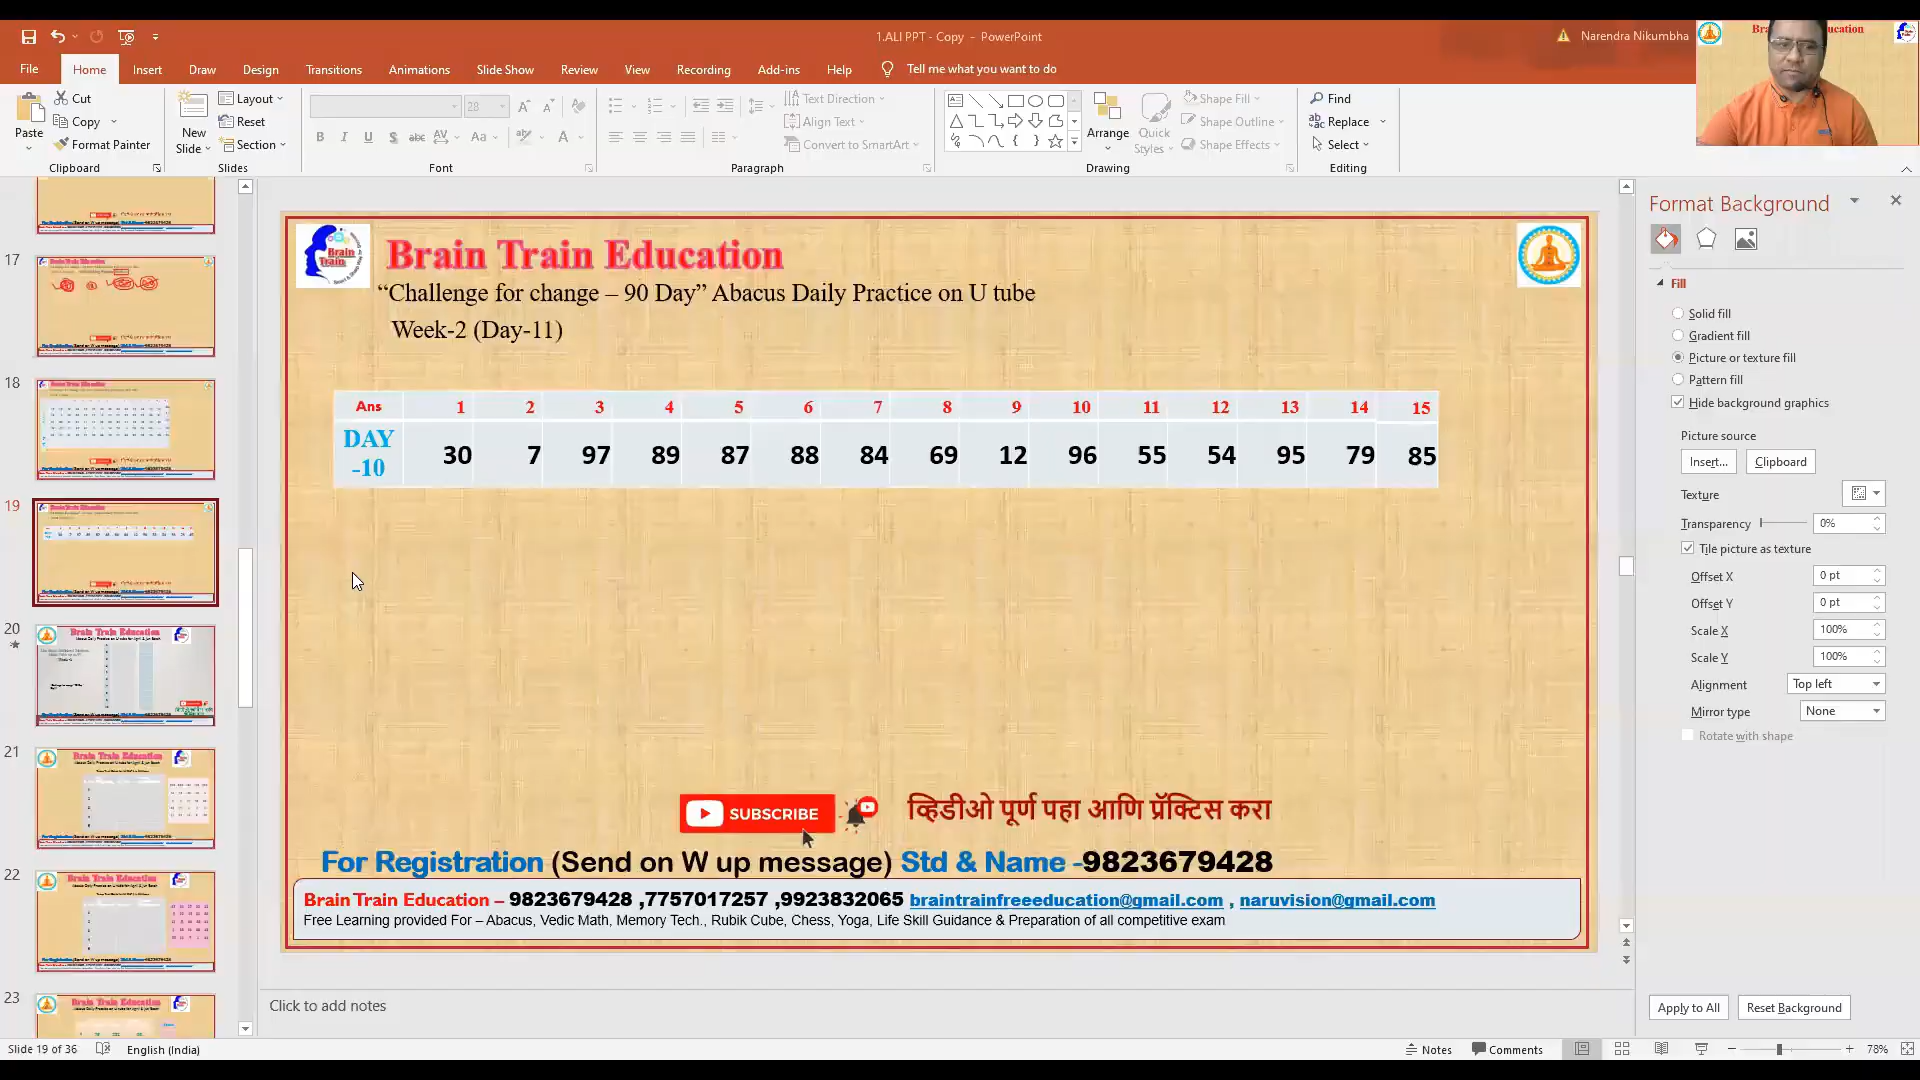 1.ALI PPT - Copy - PowerPoint
Narendra Nikumbha
File Home Insert Draw Design Transitions Animations Slide Show Review View Recording Add-ins Help Tell me what you want to do
Paste Cut Copy Format Painter Clipboard
New Slide Layout Reset Section Slides
28
Font
Text Direction Align Text Convert to SmartArt Paragraph
Arrange Quick Styles Shape Fill Shape Outline Shape Effects Drawing
Find Replace Select Editing
17
18
19
20
21
22
23
Brain Train
Brain Train Education
“Challenge for change – 90 Day” Abacus Daily Practice on U tube
Week-2 (Day-11)
Ans 1 2 3 4 5 6 7 8 9 10 11 12 13 14 15
DAY -10 30 7 97 89 87 88 84 69 12 96 55 54 95 79 85
SUBSCRIBE
व्हिडीओ पूर्ण पहा आणि प्रॅक्टिस करा
For Registration (Send on W up message) Std & Name -9823679428
Brain Train Education – 9823679428 ,7757017257 ,9923832065 braintrainfreeeducation@gmail.com , naruvision@gmail.com
Free Learning provided For – Abacus, Vedic Math, Memory Tech., Rubik Cube, Chess, Yoga, Life Skill Guidance & Preparation of all competitive exam
Click to add notes
Format Background
Fill
Solid fill
Gradient fill
Picture or texture fill
Pattern fill
Hide background graphics
Picture source
Insert... Clipboard
Texture
Transparency 0%
Tile picture as texture
Offset X 0 pt
Offset Y 0 pt
Scale X 100%
Scale Y 100%
Alignment Top left
Mirror type None
Rotate with shape
Apply to All Reset Background
Slide 19 of 36 English (India) Notes Comments 78%